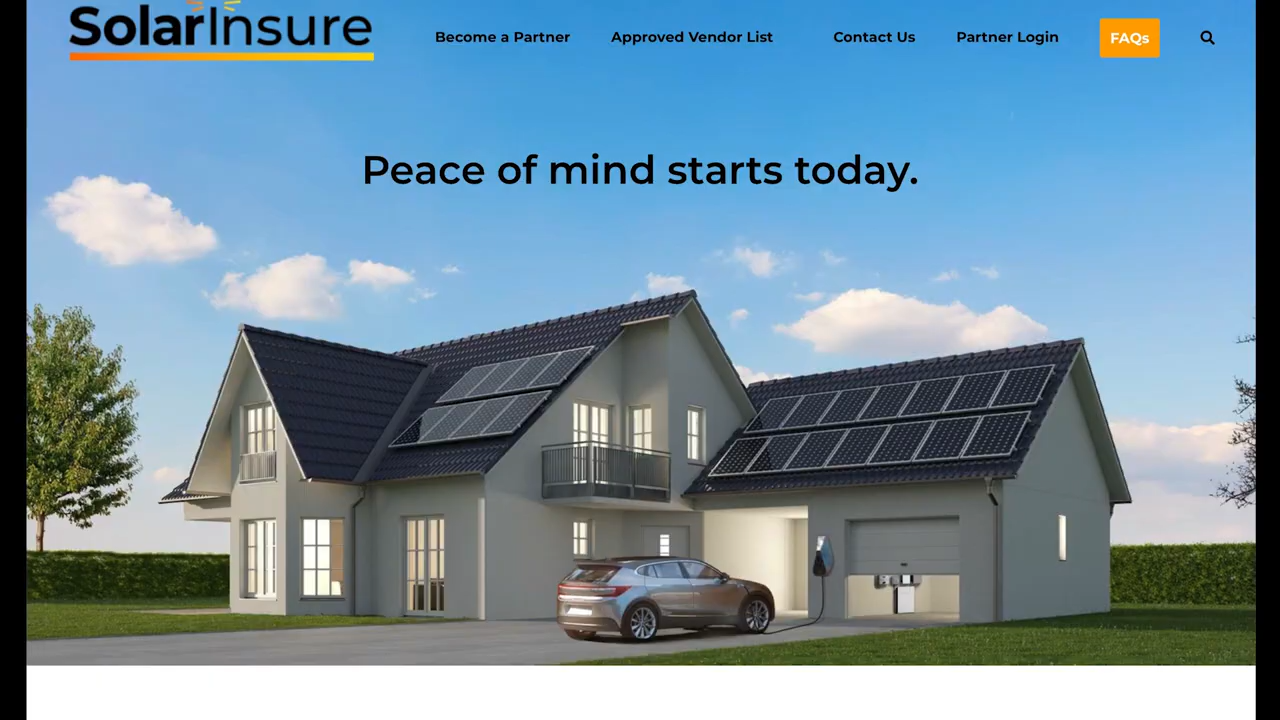 SolarInsure
Become a Partner
Approved Vendor List
Contact Us
Partner Login
FAQs
Peace of mind starts today.